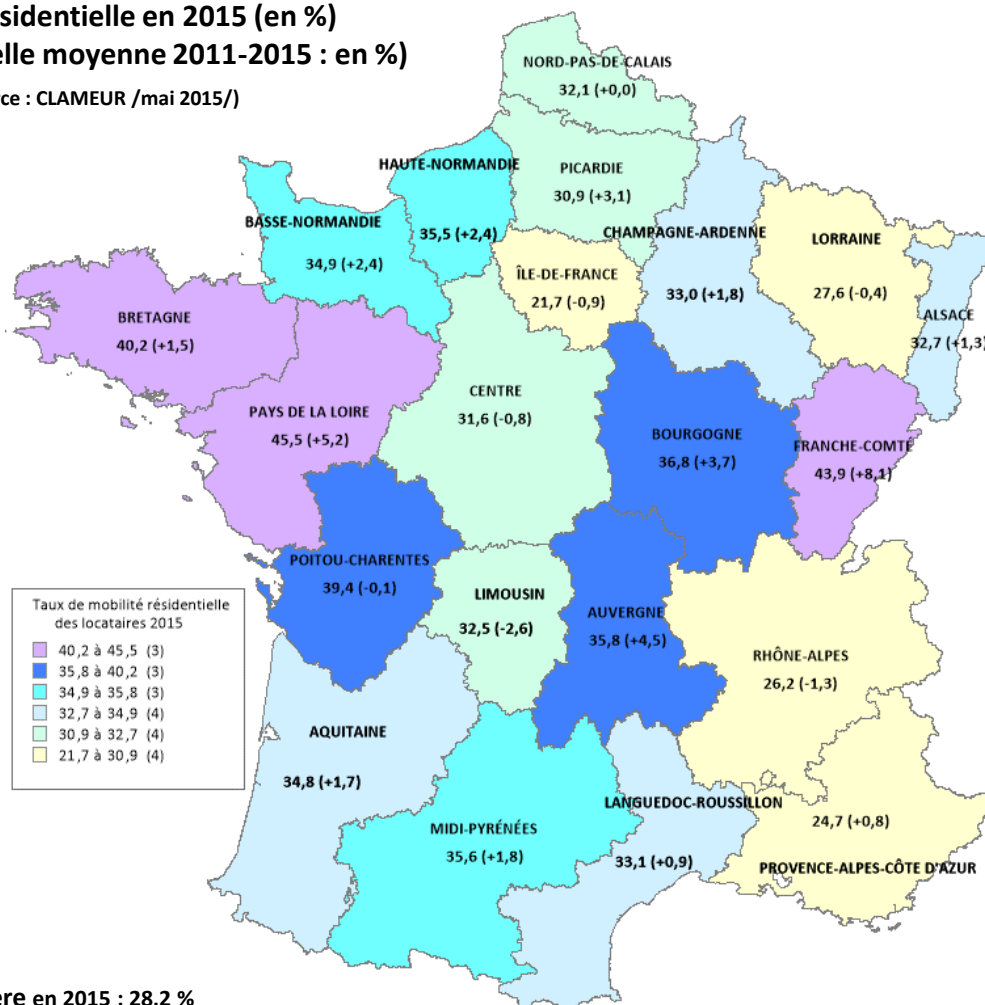 sidentielle en 2015 (en %)
elle moyenne 2011-2015 : en %)
rce : CLAMEUR /mai 2015/)
NORD-PAS-DE-CALAIS
32,1 (+0,0)
HAUTE-NORMANDIE
35,5 (+2,4)
PICARDIE
30,9 (+3,1)
BASSE-NORMANDIE
34,9 (+2,4)
CHAMPAGNE-ARDENNE
33,0 (+1,8)
LORRAINE
27,6 (-0,4)
ÎLE-DE-FRANCE
21,7 (-0,9)
ALSACE
32,7 (+1,3)
BRETAGNE
40,2 (+1,5)
PAYS DE LA LOIRE
45,5 (+5,2)
CENTRE
31,6 (-0,8)
BOURGOGNE
36,8 (+3,7)
FRANCHE-COMTÉ
43,9 (+8,1)
POITOU-CHARENTES
39,4 (-0,1)
LIMOUSIN
32,5 (-2,6)
AUVERGNE
35,8 (+4,5)
RHÔNE-ALPES
26,2 (-1,3)
Taux de mobilité résidentielle
des locataires 2015
40,2 à 45,5 (3)
35,8 à 40,2 (3)
34,9 à 35,8 (3)
32,7 à 34,9 (4)
30,9 à 32,7 (4)
21,7 à 30,9 (4)
AQUITAINE
34,8 (+1,7)
MIDI-PYRÉNÉES
35,6 (+1,8)
LANGUEDOC-ROUSSILLON
33,1 (+0,9)
24,7 (+0,8)
PROVENCE-ALPES-CÔTE D'AZUR
ère en 2015 : 28,2 %